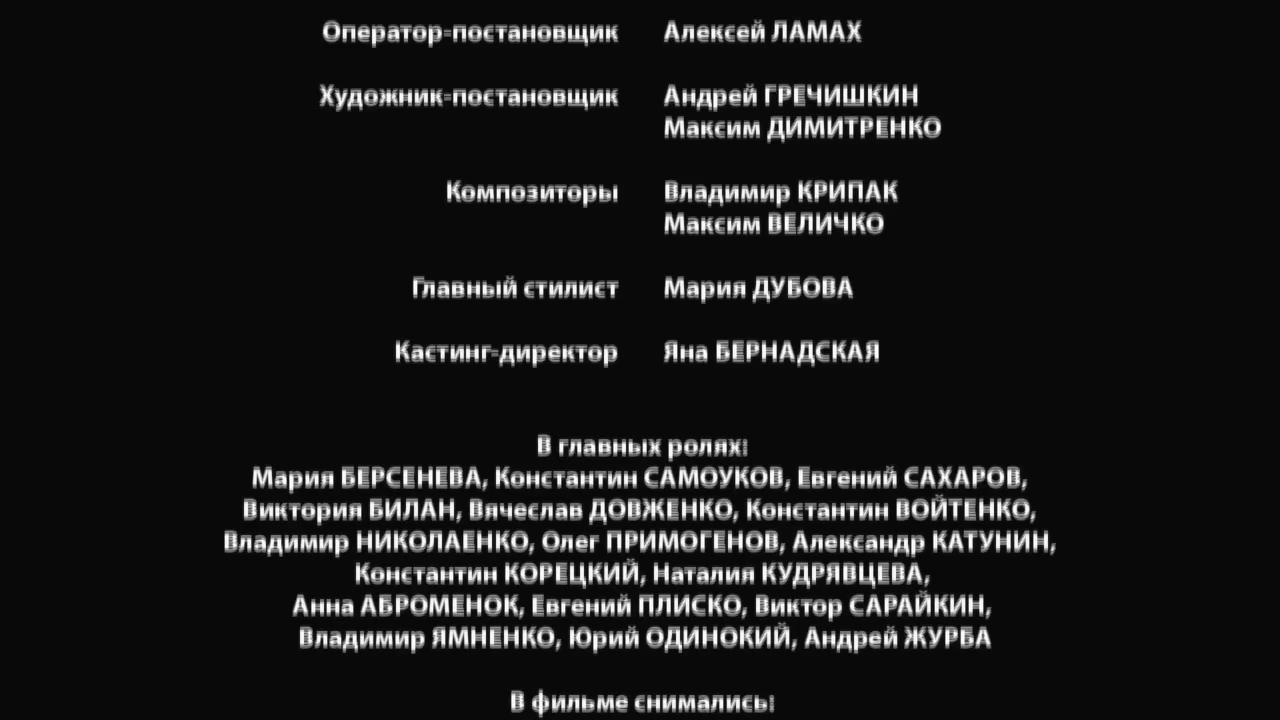 Оператор-постановщик Алексей ЛАМАХ
Художник-постановщик Андрей ГРЕЧИШКИН
Максим ДИМИТРЕНКО
Композиторы Владимир КРИПАК
Максим ВЕЛИЧКО
Главный стилист Мария ДУБОВА
Кастинг-директор Яна БЕРНАДСКАЯ
В главных ролях:
Мария БЕРСЕНЕВА, Константин САМОУКОВ, Евгений САХАРОВ,
Виктория БИЛАН, Вячеслав ДОВЖЕНКО, Константин ВОЙТЕНКО,
Владимир НИКОЛАЕНКО, Олег ПРИМОГЕНОВ, Александр КАТУНИН,
Константин КОРЕЦКИЙ, Наталия КУДРЯВЦЕВА,
Анна АБРОМЕНОК, Евгений ПЛИСКО, Виктор САРАЙКИН,
Владимир ЯМНЕНКО, Юрий ОДИНОКИЙ, Андрей ЖУРБА
В фильме снимались: